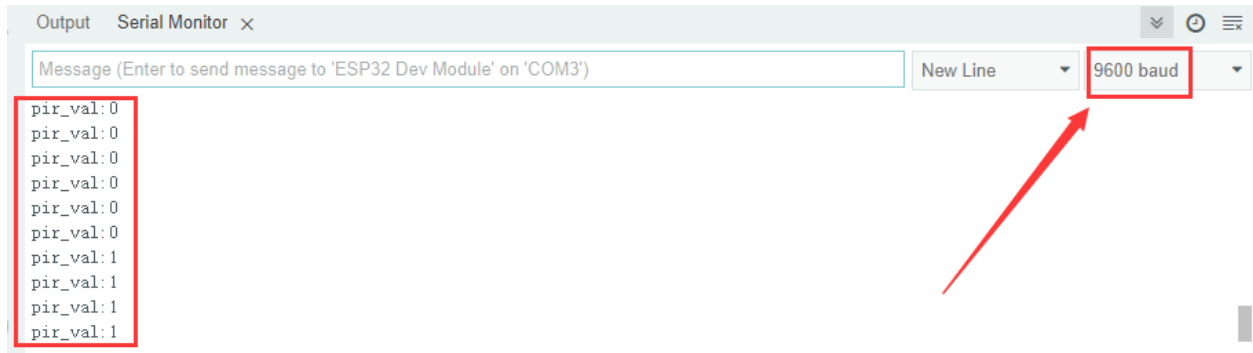 Output Serial Monitor ×
Message (Enter to send message to 'ESP32 Dev Module' on 'COM3') New Line 9600 baud
pir_val:0
pir_val:0
pir_val:0
pir_val:0
pir_val:0
pir_val:0
pir_val:1
pir_val:1
pir_val:1
pir_val:1